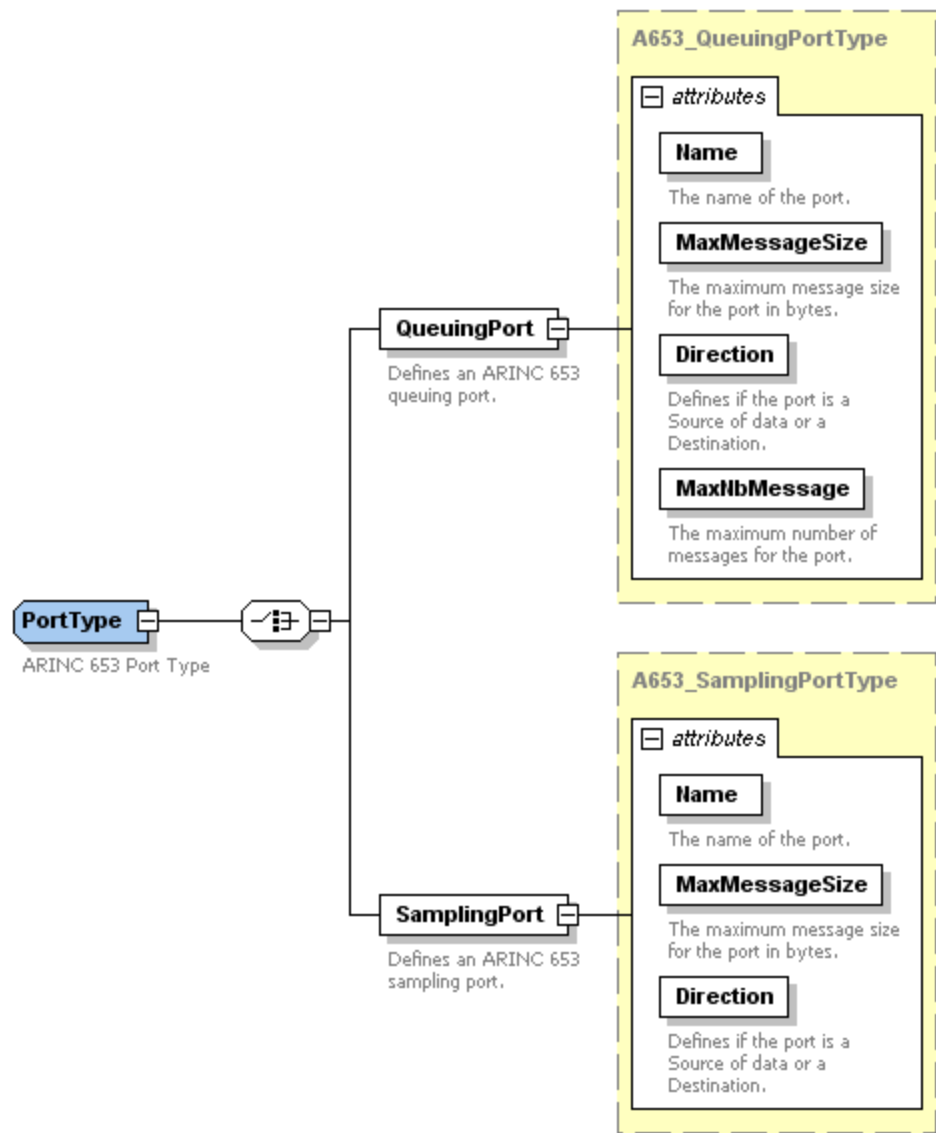 A653_QueuingPortType
attributes
Name
The name of the port.
MaxMessageSize
The maximum message size
for the port in bytes.
QueuingPort
Defines an ARINC 653
queuing port.
Direction
Defines if the port is a
Source of data or a
Destination.
MaxNbMessage
The maximum number of
messages for the port.
PortType
ARINC 653 Port Type
A653_SamplingPortType
attributes
Name
The name of the port.
MaxMessageSize
The maximum message size
for the port in bytes.
SamplingPort
Defines an ARINC 653
sampling port.
Direction
Defines if the port is a
Source of data or a
Destination.